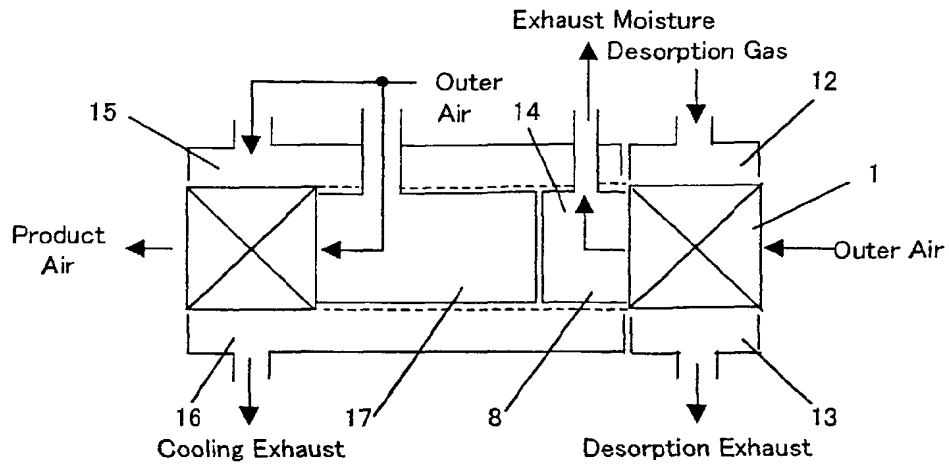 Exhaust Moisture
Desorption Gas
Outer
Air
15
14
12
1
Product
Air
Outer Air
16
17
8
13
Cooling Exhaust
Desorption Exhaust